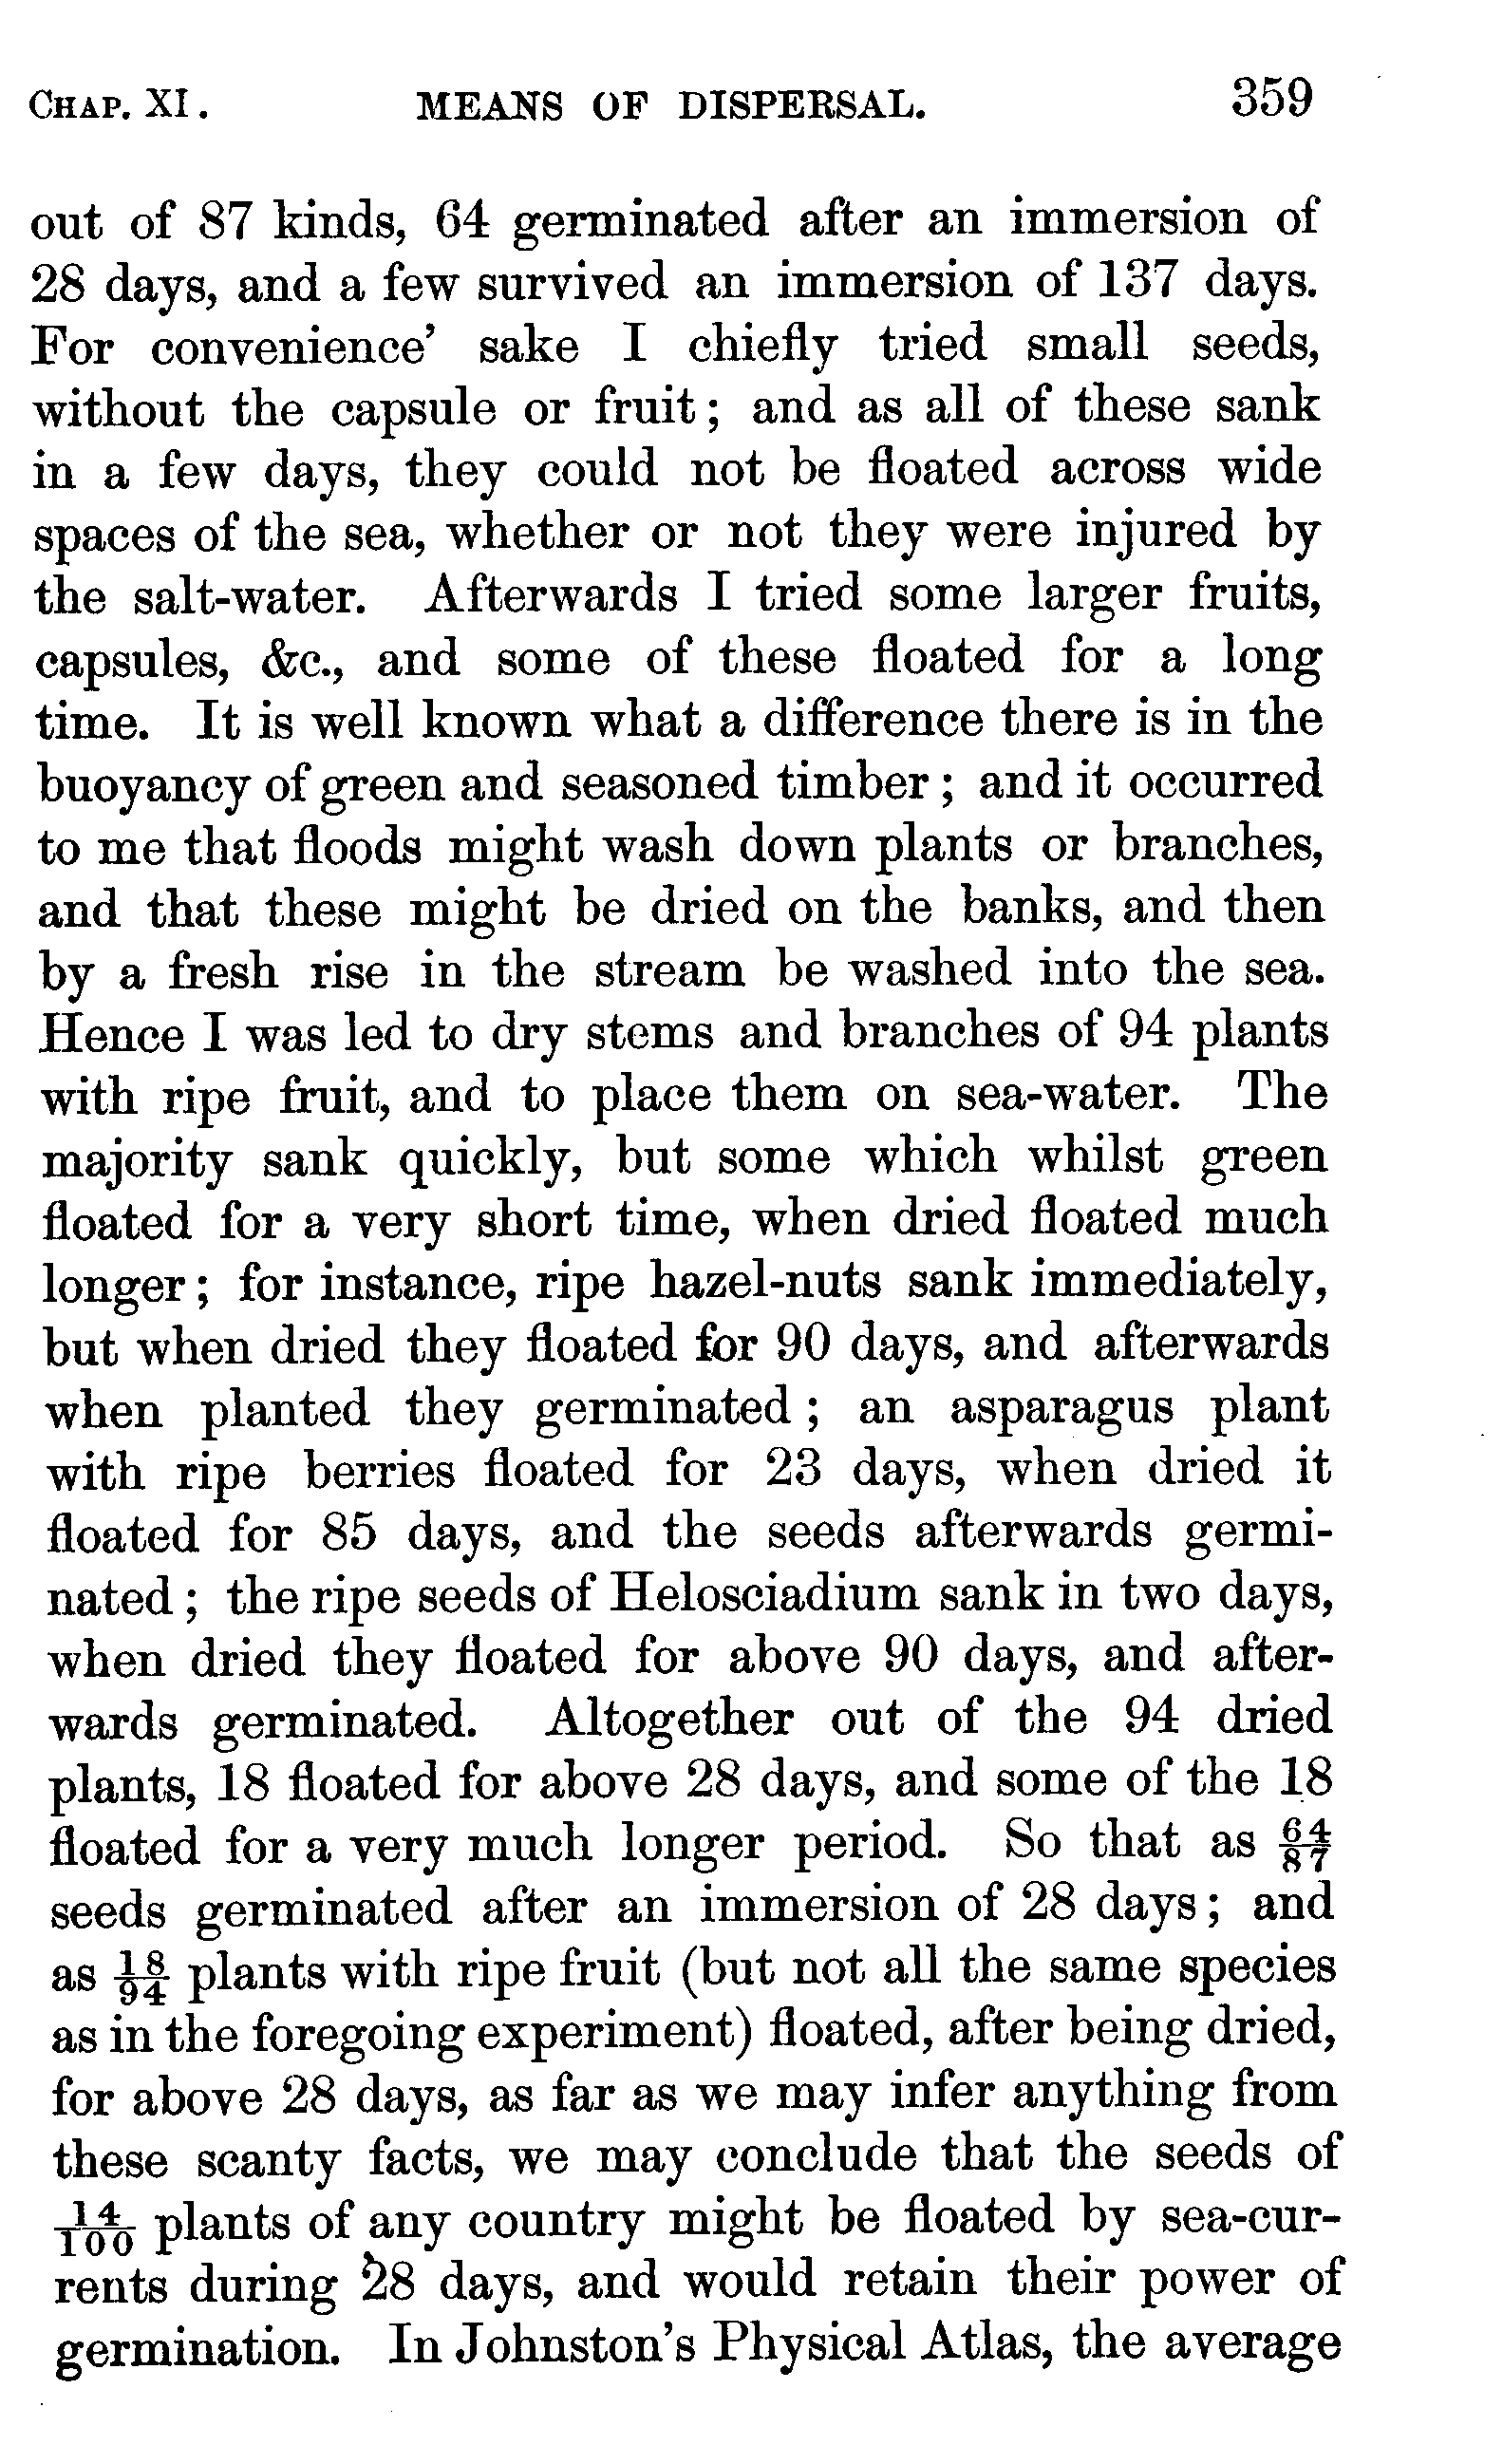 CHAP. XI. MEANS OF DISPERSAL. 359
out of 87 kinds, 64 germinated after an immersion of
28 days, and a few survived an immersion of 137 days.
For convenience' sake I chiefly tried small seeds,
without the capsule or fruit; and as all of these sank
in a few days, they could not be floated across wide
spaces of the sea, whether or not they were injured by
the salt-water. Afterwards I tried some larger fruits,
capsules, &c., and some of these floated for a long
time. It is well known what a difference there is in the
buoyancy of green and seasoned timber; and it occurred
to me that floods might wash down plants or branches,
and that these might be dried on the banks, and then
by a fresh rise in the stream be washed into the sea.
Hence I was led to dry stems and branches of 94 plants
with ripe fruit, and to place them on sea-water. The
majority sank quickly, but some which whilst green
floated for a very short time, when dried floated much
longer; for instance, ripe hazel-nuts sank immediately,
but when dried they floated for 90 days, and afterwards
when planted they germinated; an asparagus plant
with ripe berries floated for 23 days, when dried it
floated for 85 days, and the seeds afterwards germi-
nated; the ripe seeds of Helosciadium sank in two days,
when dried they floated for above 90 days, and after-
wards germinated. Altogether out of the 94 dried
plants, 18 floated for above 28 days, and some of the 18
floated for a very much longer period. So that as 64/87
seeds germinated after an immersion of 28 days; and
as 18/94 plants with ripe fruit (but not all the same species
as in the foregoing experiment) floated, after being dried,
for above 28 days, as far as we may infer anything from
these scanty facts, we may conclude that the seeds of
14/100 plants of any country might be floated by sea-cur-
rents during 28 days, and would retain their power of
germination. In Johnston's Physical Atlas, the average